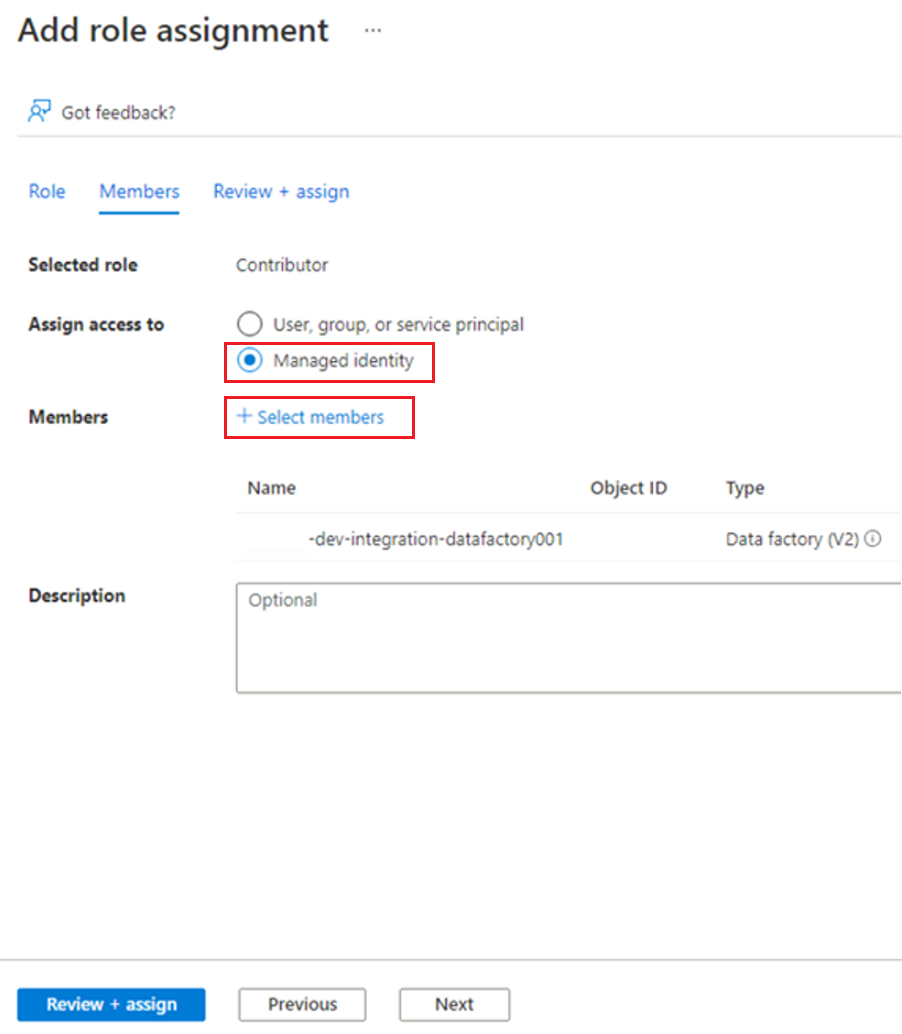 Add role assignment ...
Got feedback?
Role Members Review + assign
Selected role Contributor
Assign access to User, group, or service principal
Managed identity
Members + Select members
Name Object ID Type
-dev-integration-datafactory001 Data factory (V2)
Description Optional
Review + assign Previous Next